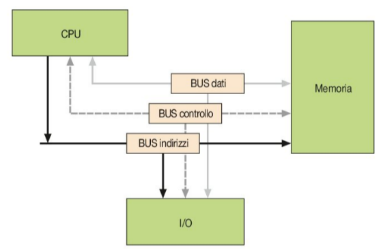 CPU
BUS dati
Memoria
BUS controllo
BUS indirizzi
I/O